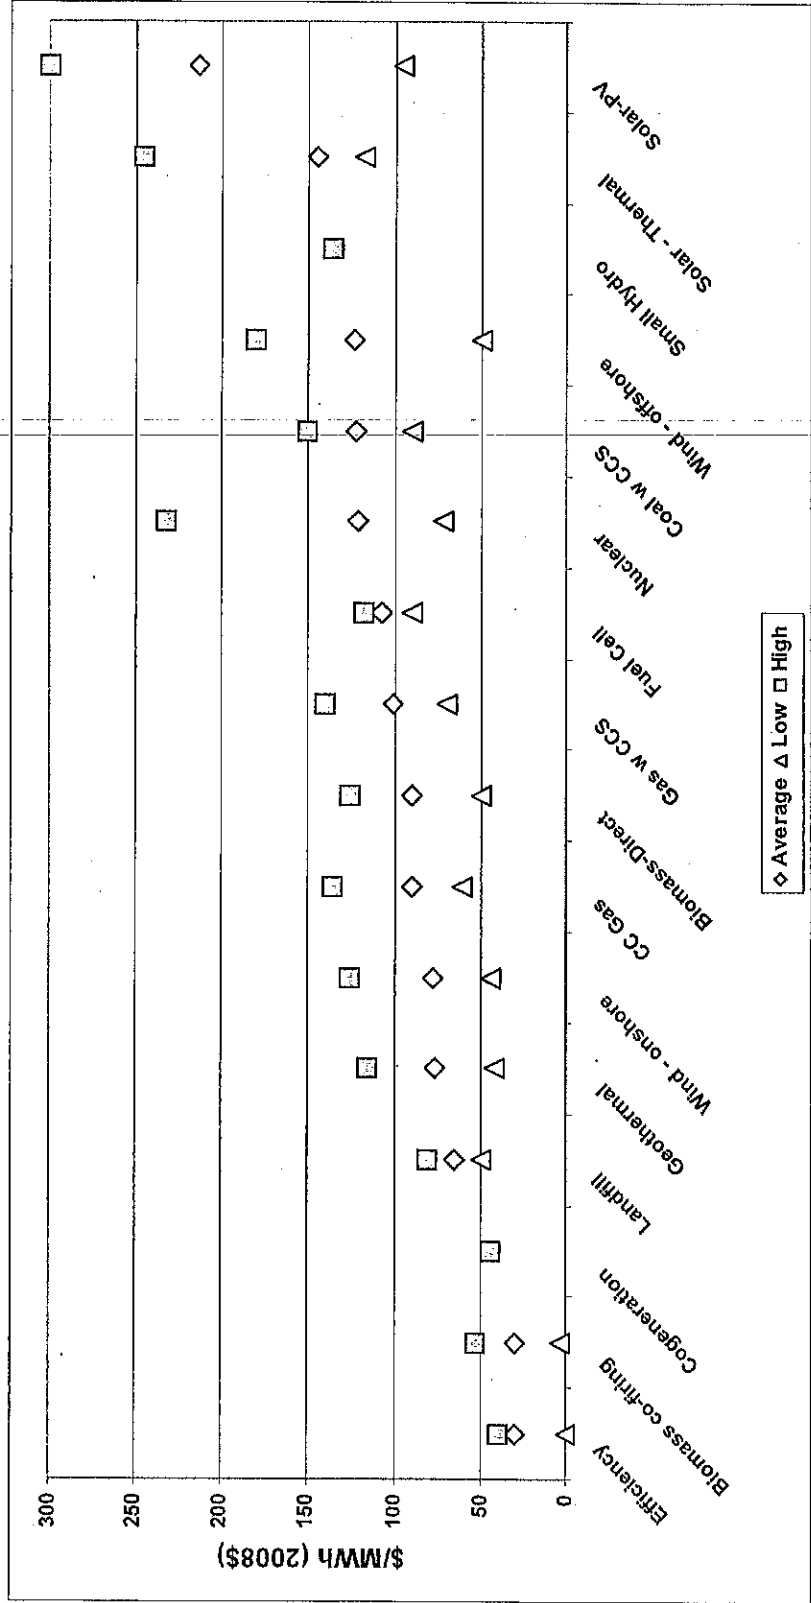 $/MWh (2008$)
300
250
200
150
100
50
0
Efficiency
Biomass co-firing
Cogeneration
Landfill
Geothermal
Wind - onshore
CC Gas
Biomass-Direct
Gas w CCS
Fuel Cell
Nuclear
Coal w CCS
Wind - offshore
Small Hydro
Solar - Thermal
Solar-PV
Average Low High